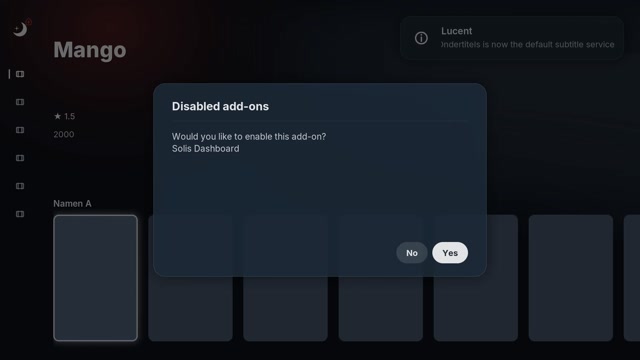 Mango
Lucent
Indertitels is now the default subtitle service
★ 1.5
2000
Disabled add-ons
Would you like to enable this add-on?
Solis Dashboard
Namen A
No
Yes